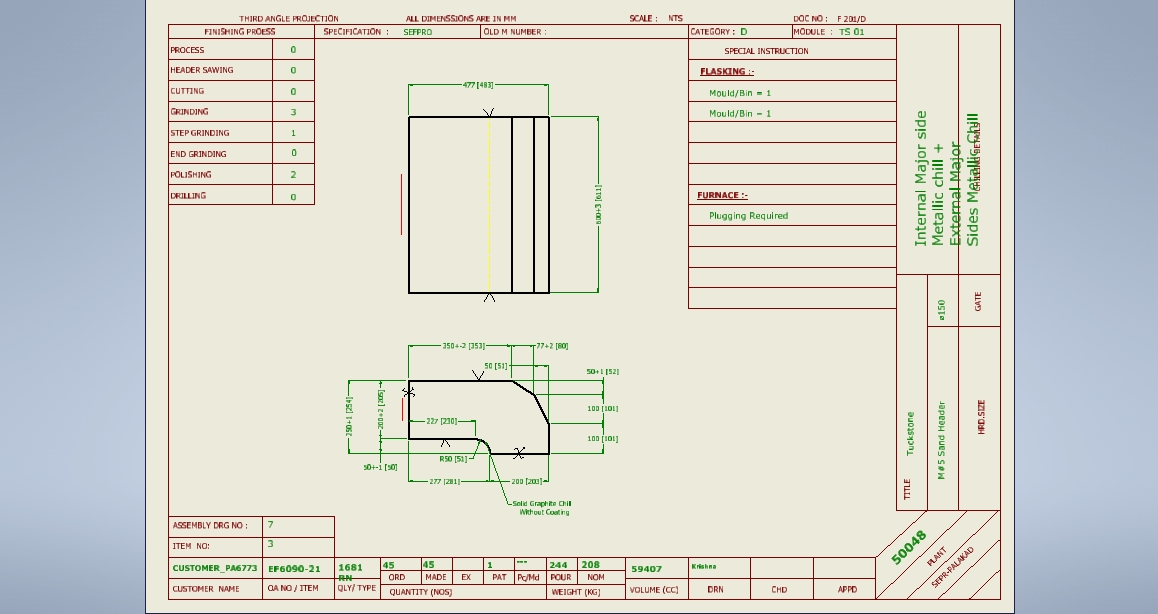 THIRD ANGLE PROJECTION
ALL DIMENSSIONS ARE IN MM
SCALE : NTS
DOC NO : F 201/D
FINISHING PROESS
SPECIFICATION : SEFPRO
OLD M NUMBER :
CATEGORY : D
MODULE : TS 01
PROCESS 0
HEADER SAWING 0
CUTTING 0
GRINDING 3
STEP GRINDING 1
END GRINDING 0
POLISHING 2
DRILLING 0
SPECIAL INSTRUCTION
FLASKING :-
Mould/Bin = 1
Mould/Bin = 1
FURNACE :-
Plugging Required
Internal Major side
Metallic chill +
External Major
Sides Metallic Chill
477 [483]
600+3 [611]
350+-2 [353]
77+2 [80]
50 [51]
50+1 [52]
100 [101]
100 [101]
250+-1 [254]
200+2 [205]
227 [230]
R50 [51]
50+-1 [50]
277 [281]
200 [203]
Solid Graphite Chill
Without Coating
ø150
GATE
TITLE
Tuckstone
M#5 Sand Header
HRD.SIZE
50048
PLANT
SEPR-PALAKAD
ASSEMBLY DRG NO : 7
ITEM NO: 3
CUSTOMER_PA6773
EF6090-21
1681
RN
45
45
1
---
244
208
59407
Krishna
ORD
MADE
EX
PAT
Pc/Md
POUR
NOM
CUSTOMER NAME
OA NO / ITEM
QLY/ TYPE
QUANTITY (NOS)
WEIGHT (KG)
VOLUME (CC)
DRN
CHD
APPD